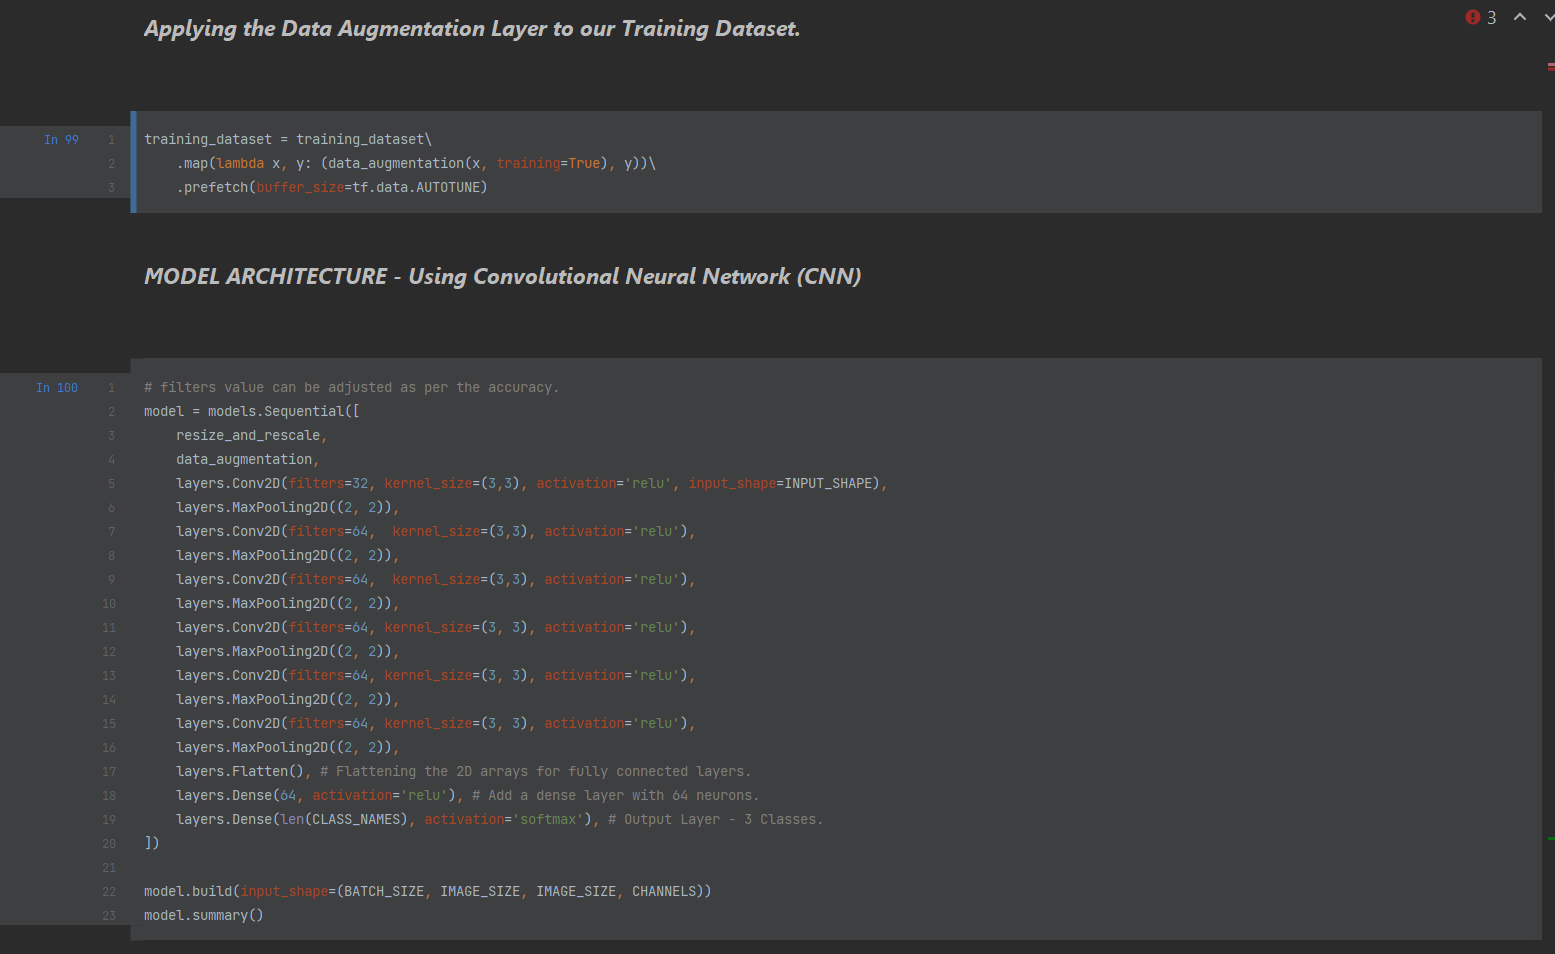 Applying the Data Augmentation Layer to our Training Dataset.
3
In 99
1 training_dataset = training_dataset\
2     .map(lambda x, y: (data_augmentation(x, training=True), y))\
3     .prefetch(buffer_size=tf.data.AUTOTUNE)
MODEL ARCHITECTURE - Using Convolutional Neural Network (CNN)
In 100
1 # filters value can be adjusted as per the accuracy.
2 model = models.Sequential([
3     resize_and_rescale,
4     data_augmentation,
5     layers.Conv2D(filters=32, kernel_size=(3,3), activation='relu', input_shape=INPUT_SHAPE),
6     layers.MaxPooling2D((2, 2)),
7     layers.Conv2D(filters=64,  kernel_size=(3,3), activation='relu'),
8     layers.MaxPooling2D((2, 2)),
9     layers.Conv2D(filters=64,  kernel_size=(3,3), activation='relu'),
10     layers.MaxPooling2D((2, 2)),
11     layers.Conv2D(filters=64, kernel_size=(3, 3), activation='relu'),
12     layers.MaxPooling2D((2, 2)),
13     layers.Conv2D(filters=64, kernel_size=(3, 3), activation='relu'),
14     layers.MaxPooling2D((2, 2)),
15     layers.Conv2D(filters=64, kernel_size=(3, 3), activation='relu'),
16     layers.MaxPooling2D((2, 2)),
17     layers.Flatten(), # Flattening the 2D arrays for fully connected layers.
18     layers.Dense(64, activation='relu'), # Add a dense layer with 64 neurons.
19     layers.Dense(len(CLASS_NAMES), activation='softmax'), # Output Layer - 3 Classes.
20 ])
21
22 model.build(input_shape=(BATCH_SIZE, IMAGE_SIZE, IMAGE_SIZE, CHANNELS))
23 model.summary()